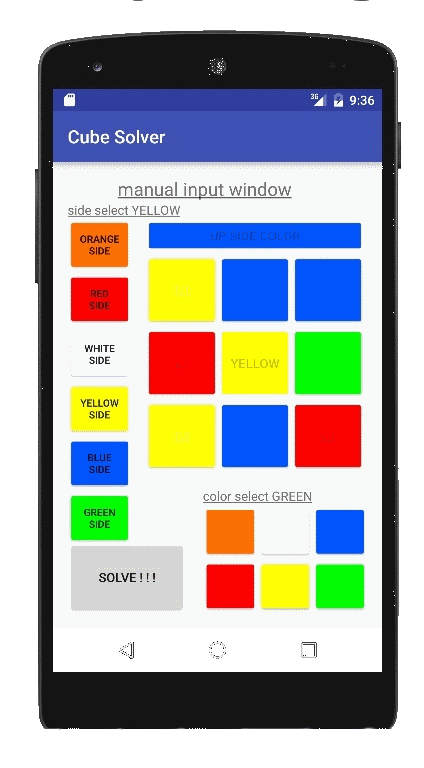 3G 9:36
Cube Solver
manual input window
side select YELLOW
ORANGE
SIDE
UP SIDE COLOR
RED
SIDE
WHITE
SIDE
YELLOW
YELLOW
SIDE
BLUE
SIDE
color select GREEN
GREEN
SIDE
SOLVE ! ! !